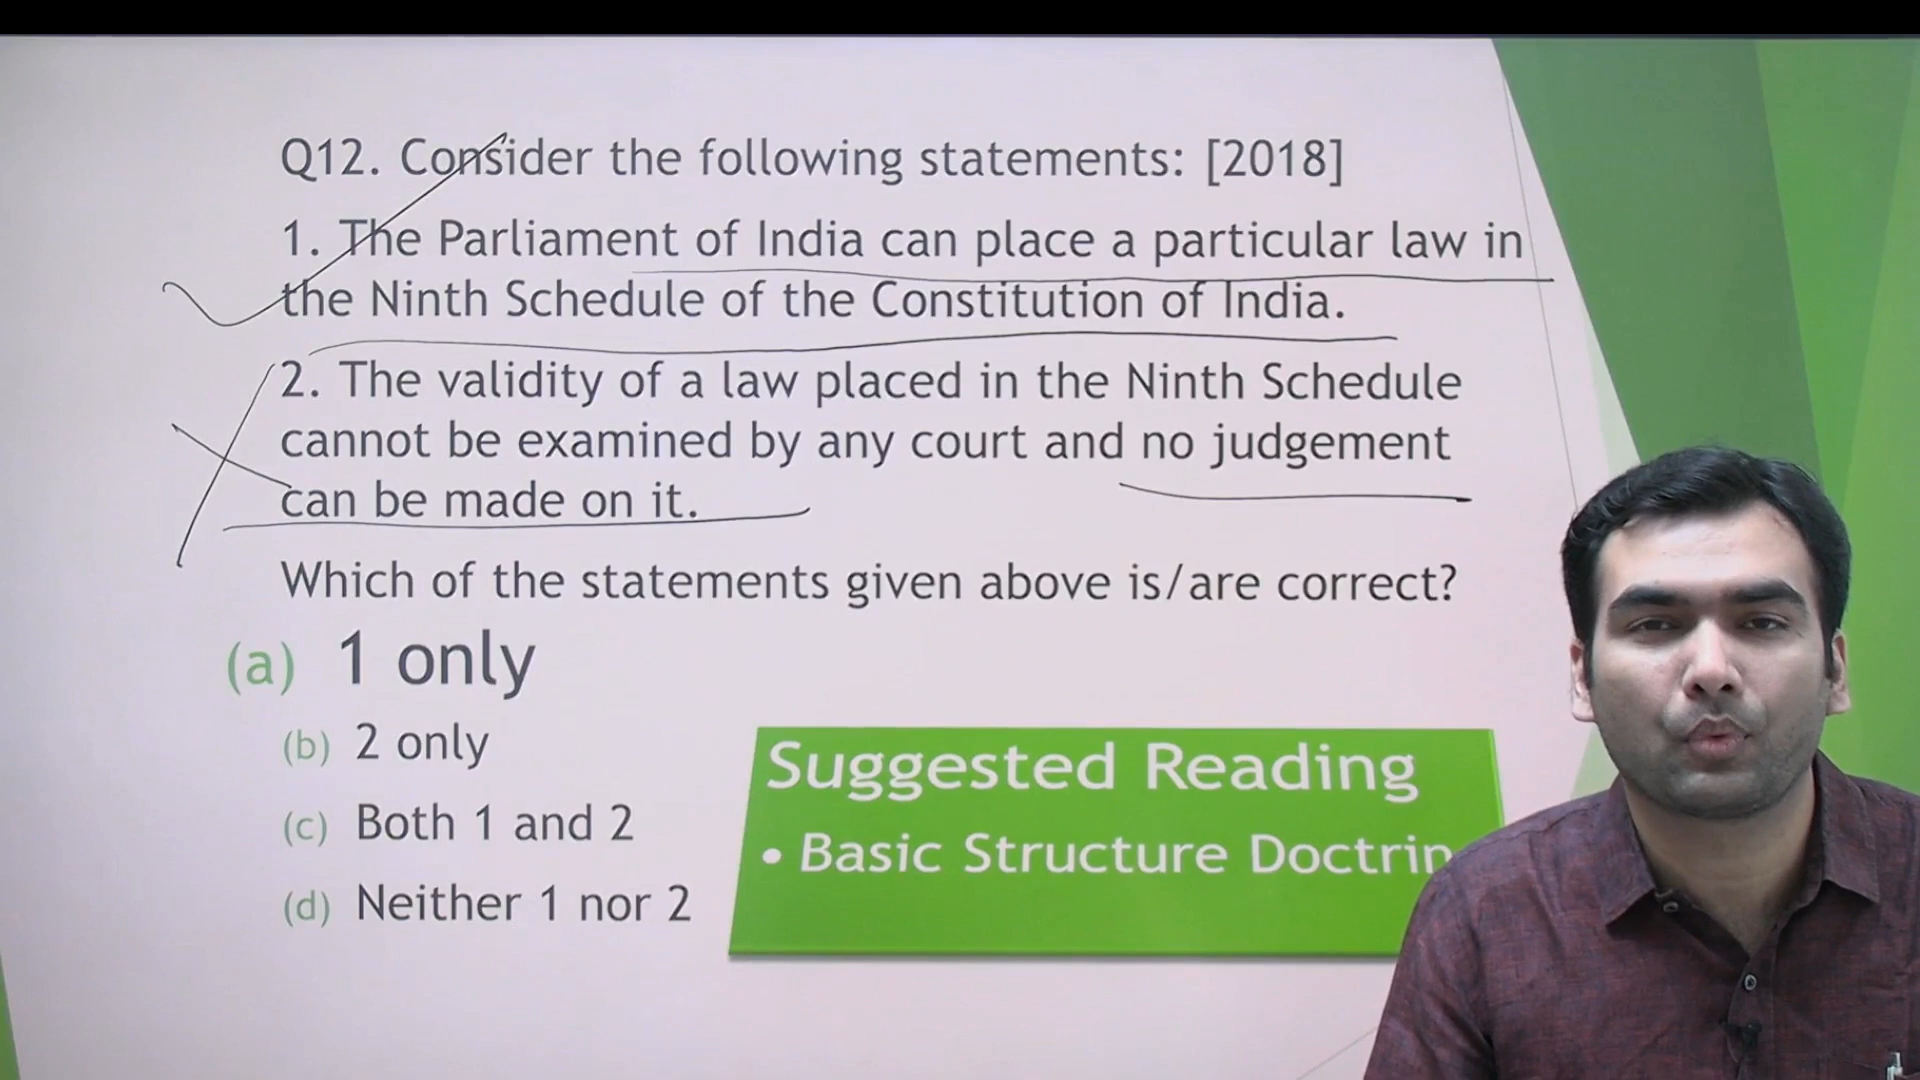 Q12. Consider the following statements: [2018]
1. The Parliament of India can place a particular law in
the Ninth Schedule of the Constitution of India.
2. The validity of a law placed in the Ninth Schedule
cannot be examined by any court and no judgement
can be made on it.
Which of the statements given above is/are correct?
(a) 1 only
(b) 2 only
(c) Both 1 and 2
(d) Neither 1 nor 2
Suggested Reading
• Basic Structure Doctrin